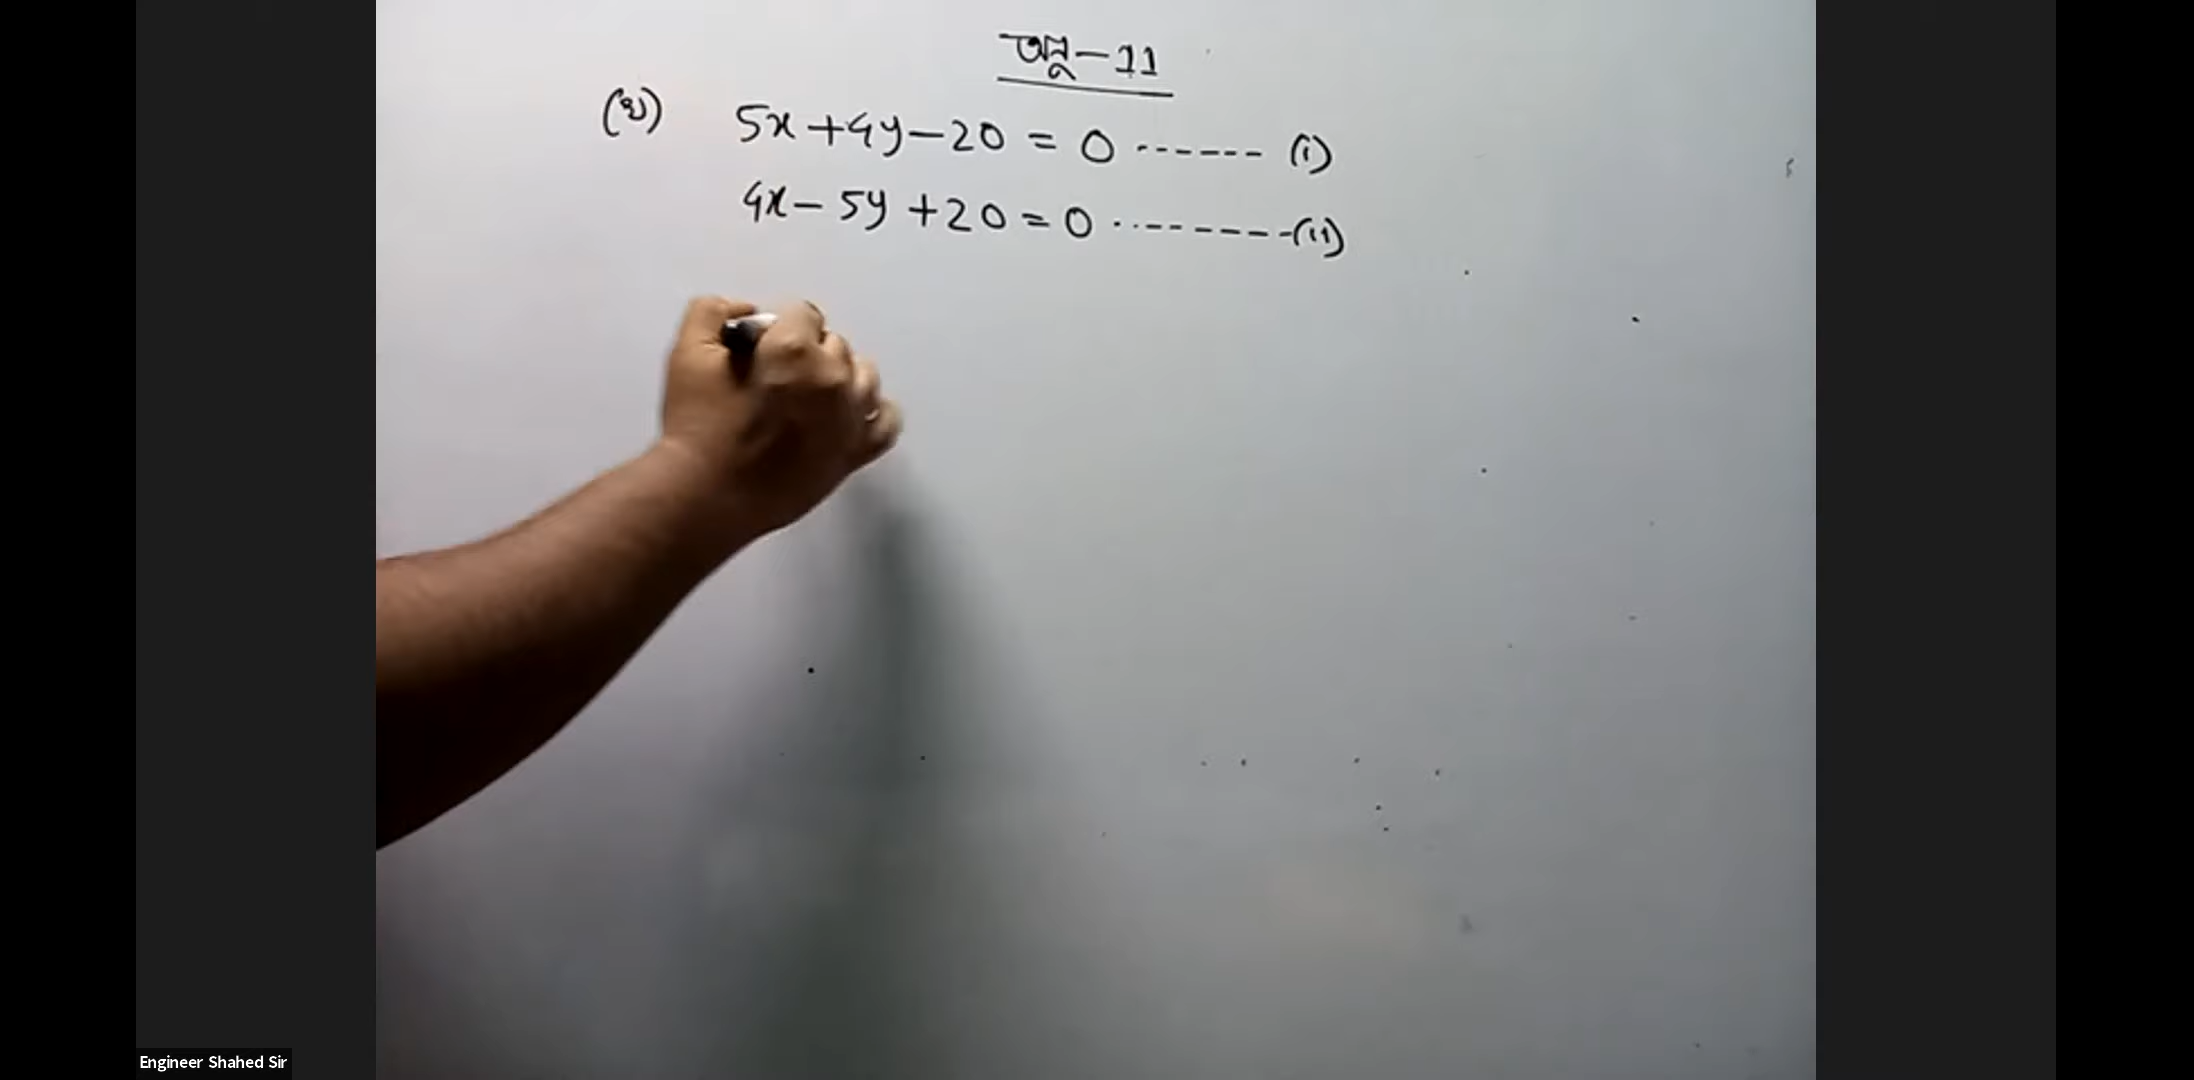 অনু-11
(খ) 5x+4y-20 = 0 ------ (i)
4x-5y+20=0 --------(ii)
Engineer Shahed Sir